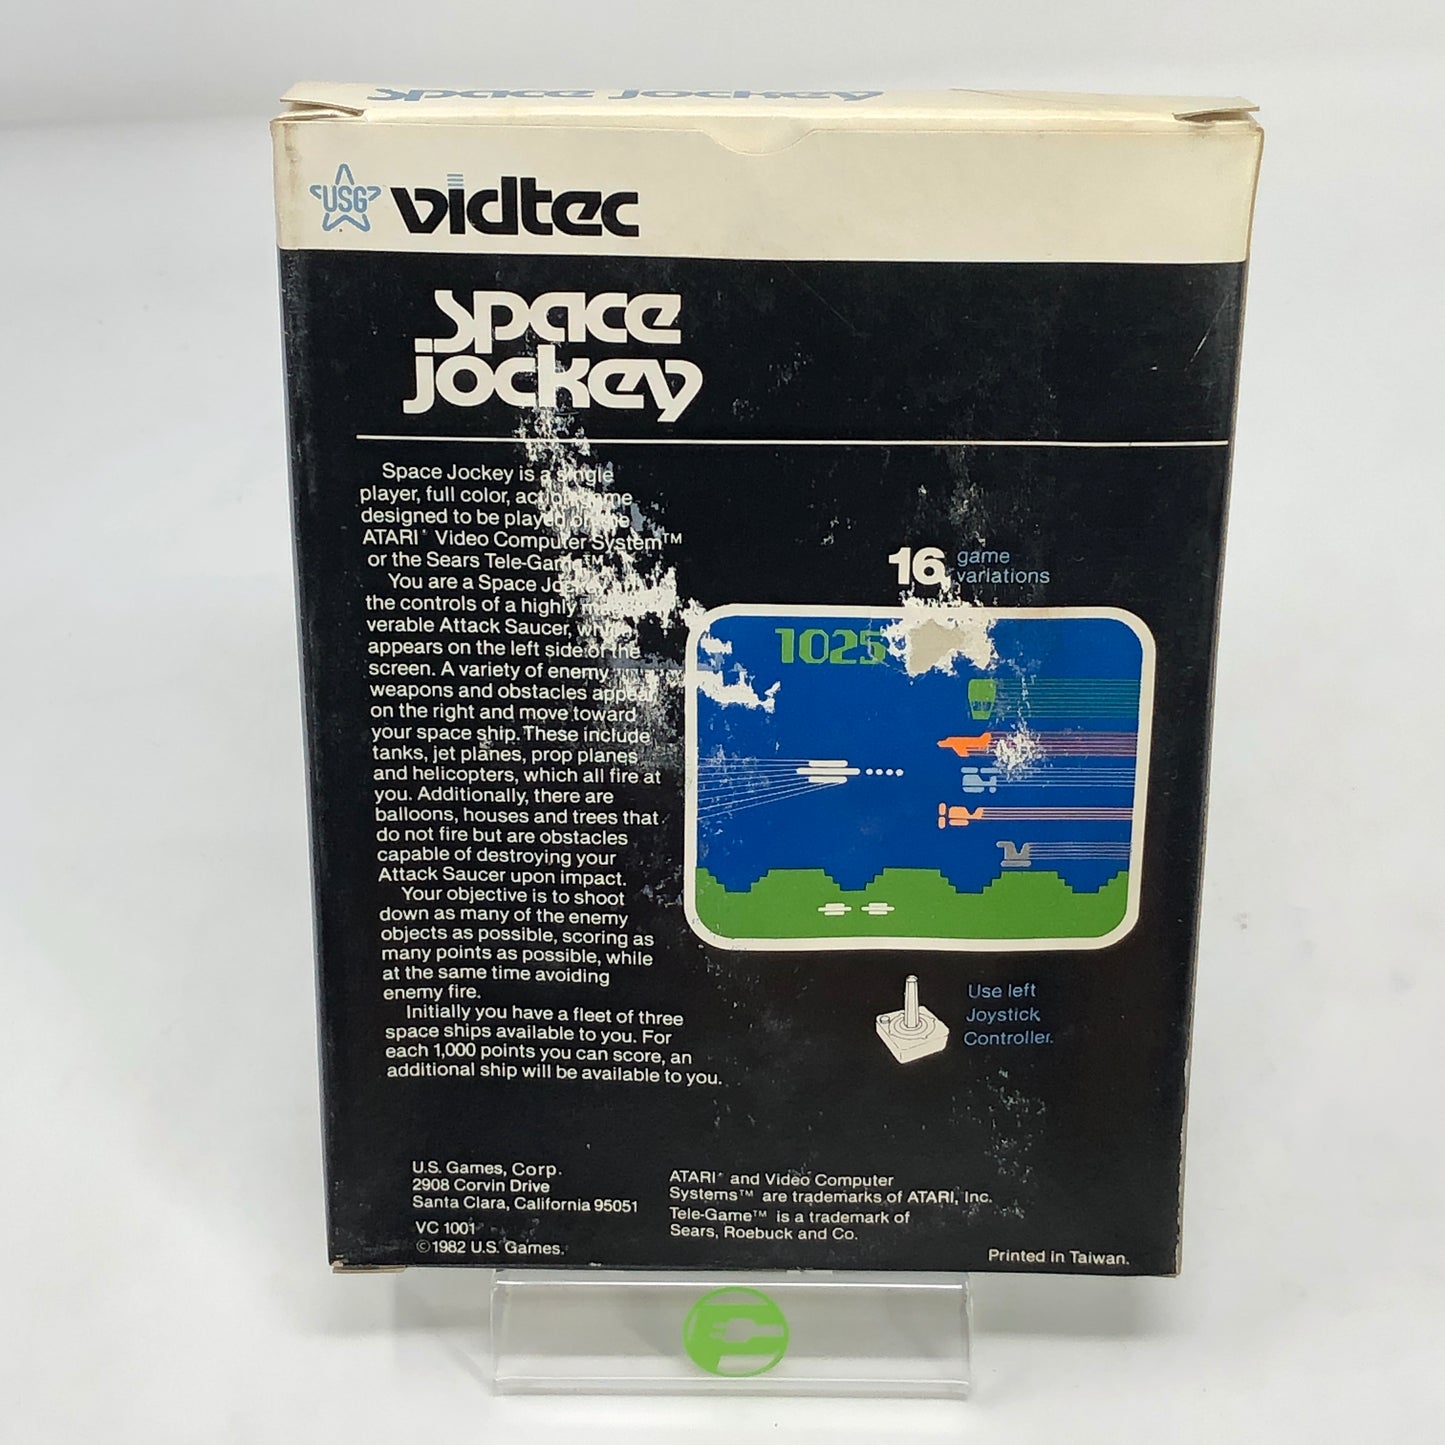 space jockey
USG vidtec
space
jockey
Space Jockey is a single
player, full color, action game
designed to be played on the
ATARI® Video Computer System™
or the Sears Tele-Game™.
You are a Space Jockey
the controls of a highly
verable Attack Saucer, which
appears on the left side of the
screen. A variety of enemy
weapons and obstacles appear
on the right and move toward
your space ship. These include
tanks, jet planes, prop planes
and helicopters, which all fire at
you. Additionally, there are
balloons, houses and trees that
do not fire but are obstacles
capable of destroying your
Attack Saucer upon impact.
Your objective is to shoot
down as many of the enemy
objects as possible, scoring as
many points as possible, while
at the same time avoiding
enemy fire.
Initially you have a fleet of three
space ships available to you. For
each 1,000 points you can score, an
additional ship will be available to you.
16 game
variations
1025
Use left
Joystick
Controller.
U.S. Games, Corp.
2908 Corvin Drive
Santa Clara, California 95051
VC 1001
©1982 U.S. Games.
ATARI® and Video Computer
Systems™ are trademarks of ATARI, Inc.
Tele-Game™ is a trademark of
Sears, Roebuck and Co.
Printed in Taiwan.